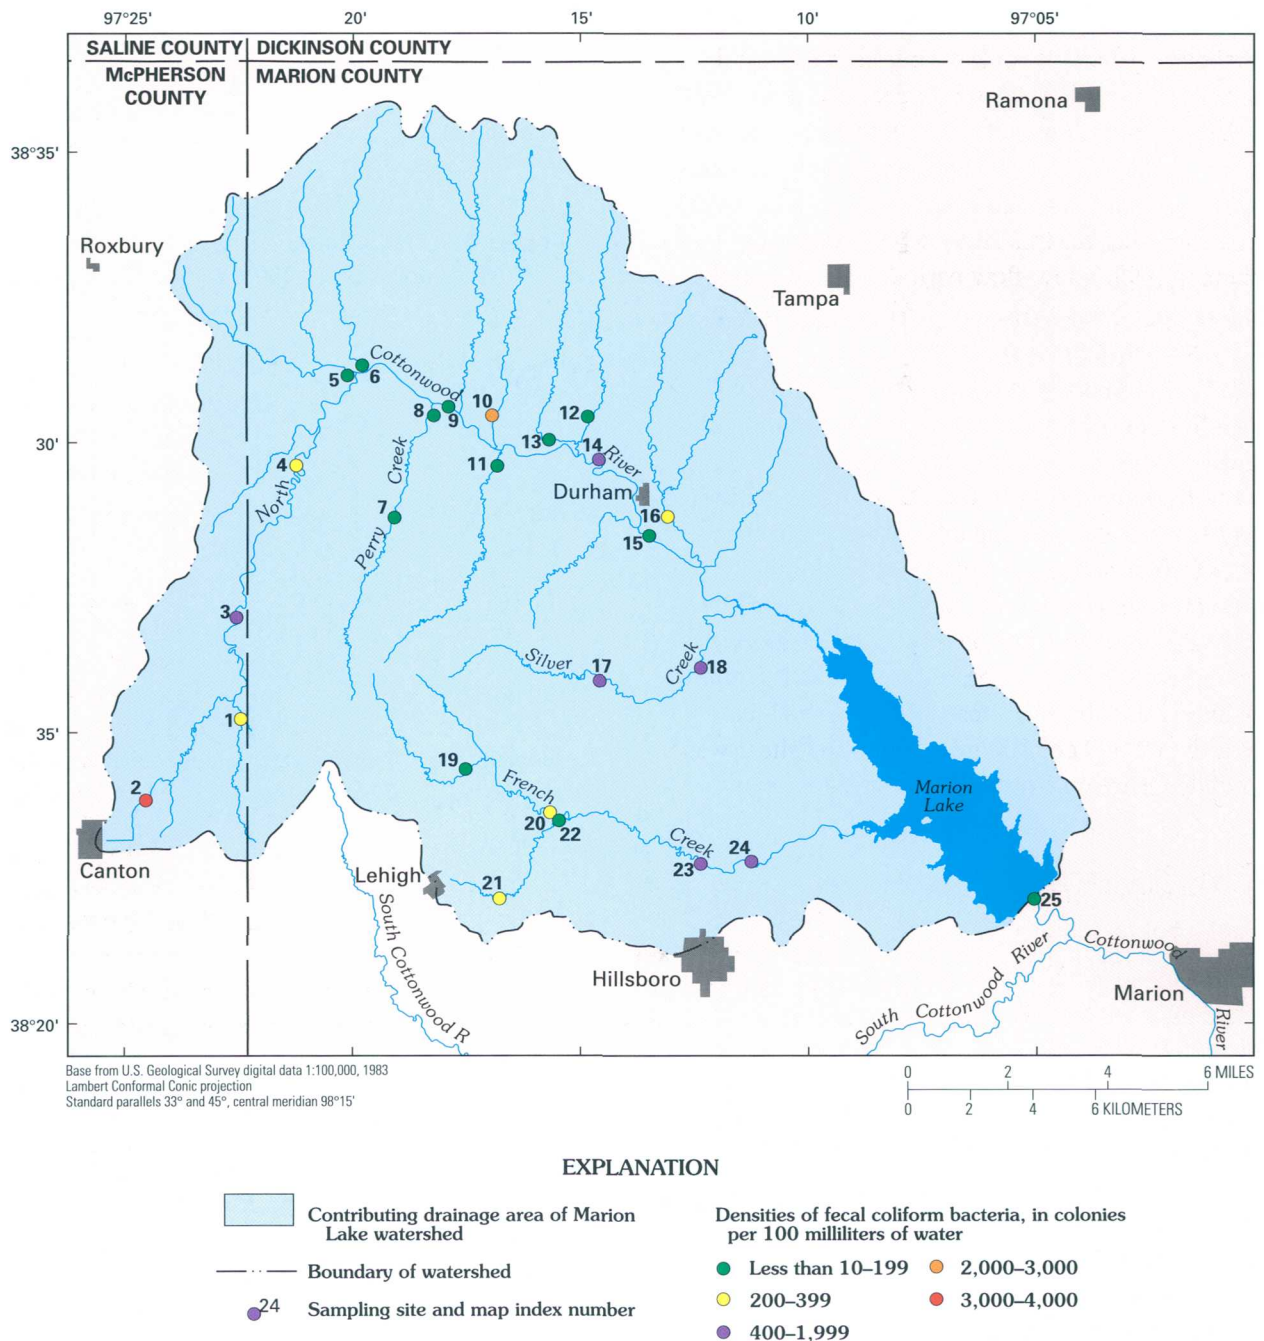 97°25' 20' 15' 10' 97°05'
SALINE COUNTY DICKINSON COUNTY
McPHERSON COUNTY MARION COUNTY
Ramona
38°35'
Roxbury
Tampa
Cottonwood
5 6
8 9 10 12
13 14 River
30'
4 11
Creek
North
Durham
7 16
Perry 15
3
Silver 17 Creek 18
1
35'
19
2 French
Marion
Lake
20 22
Creek
23 24
Canton
Lehigh
21
25
South Cottonwood R
Hillsboro
South Cottonwood River
Cottonwood River
Marion
38°20'
Base from U.S. Geological Survey digital data 1:100,000, 1983
Lambert Conformal Conic projection
Standard parallels 33° and 45°, central meridian 98°15'
0 2 4 6 MILES
0 2 4 6 KILOMETERS
EXPLANATION
Contributing drainage area of Marion
Lake watershed
Boundary of watershed
24 Sampling site and map index number
Densities of fecal coliform bacteria, in colonies
per 100 milliliters of water
Less than 10–199
200–399
400–1,999
2,000–3,000
3,000–4,000